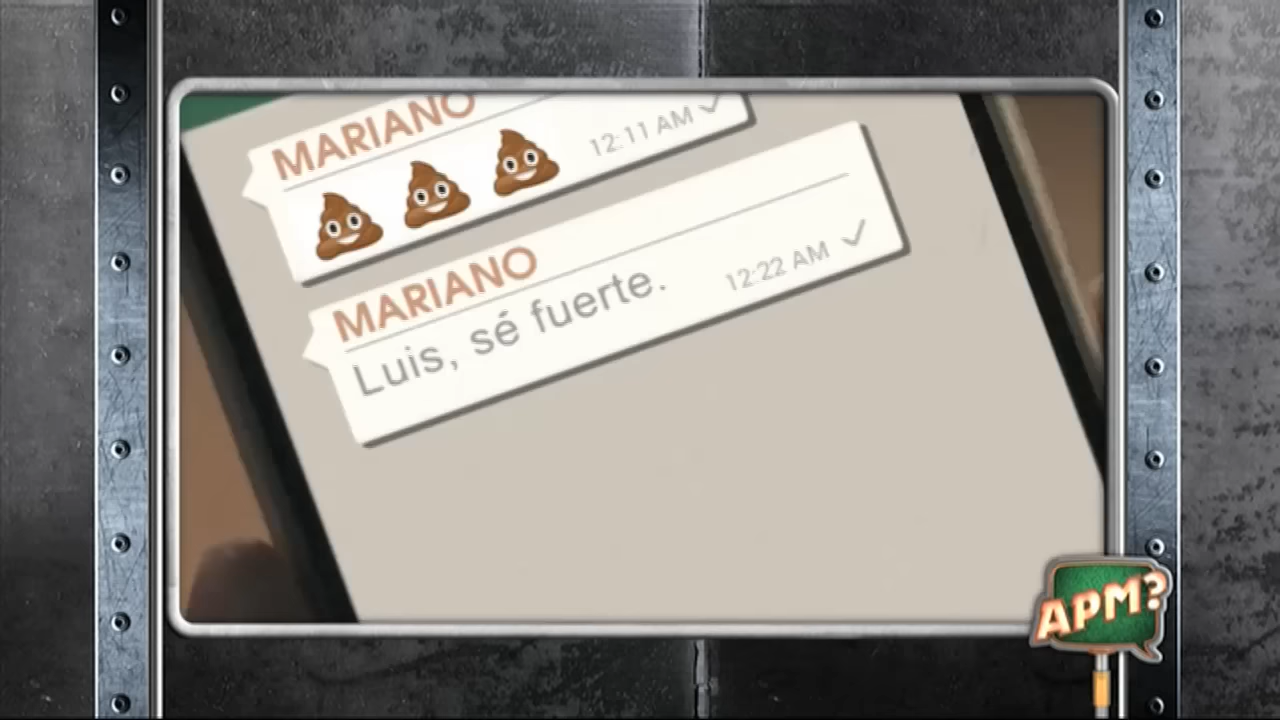 MARIANO
💩 💩 💩 12:11 AM ✓
MARIANO
Luis, sé fuerte. 12:22 AM ✓
APM?